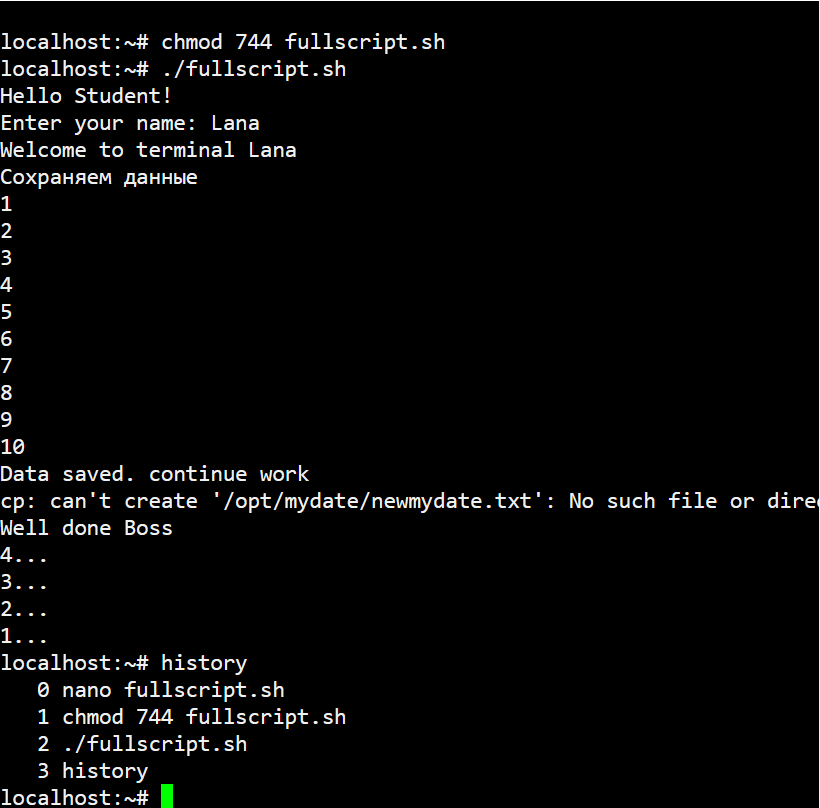 localhost:~# chmod 744 fullscript.sh
localhost:~# ./fullscript.sh
Hello Student!
Enter your name: Lana
Welcome to terminal Lana
Сохраняем данные
1
2
3
4
5
6
7
8
9
10
Data saved. continue work
cp: can't create '/opt/mydate/newmydate.txt': No such file or dire
Well done Boss
4...
3...
2...
1...
localhost:~# history
   0 nano fullscript.sh
   1 chmod 744 fullscript.sh
   2 ./fullscript.sh
   3 history
localhost:~#